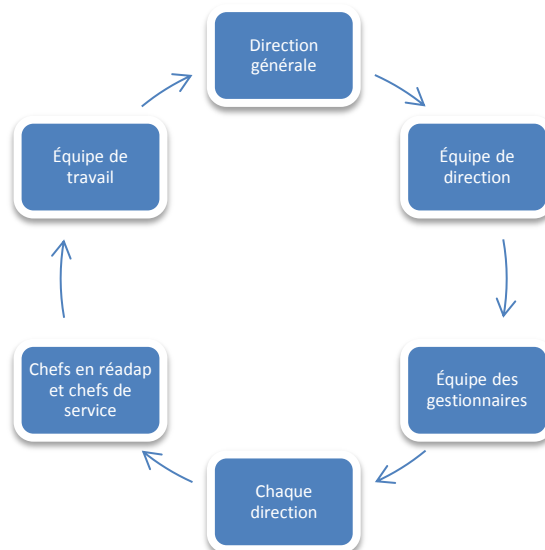 Direction
générale
Équipe de
direction
Équipe des
gestionnaires
Chaque
direction
Chefs en réadap
et chefs de
service
Équipe de
travail